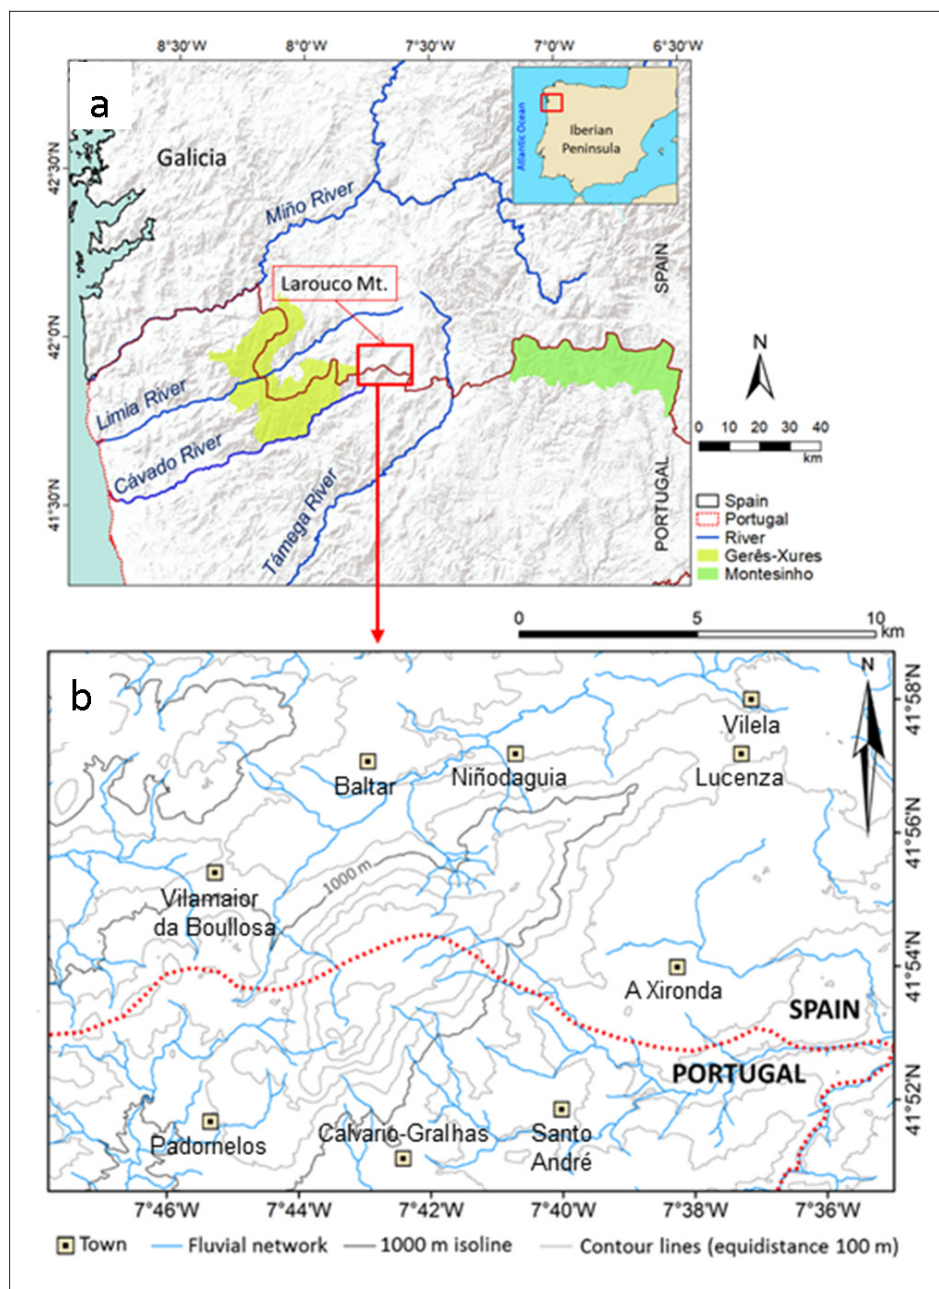 8°30'W 8°0'W 7°30'W 7°0'W 6°30'W
a
Galicia
Atlantic Ocean
Iberian
Peninsula
42°30'N
Miño River
SPAIN
Larouco Mt.
42°0'N
N
Limia River
Cávado River
0 10 20 30 40
km
41°30'N
Támega River
PORTUGAL
Spain
Portugal
River
Gerês-Xures
Montesinho
0 5 10
km
b
N
41°58'N
Vilela
Baltar
Niñodaguia
Lucenza
41°56'N
1000 m
Vilamaior
da Boullosa
41°54'N
A Xironda
SPAIN
PORTUGAL
41°52'N
Padornelos
Calvario-Gralhas
Santo
André
7°46'W 7°44'W 7°42'W 7°40'W 7°38'W 7°36'W
Town Fluvial network 1000 m isoline Contour lines (equidistance 100 m)